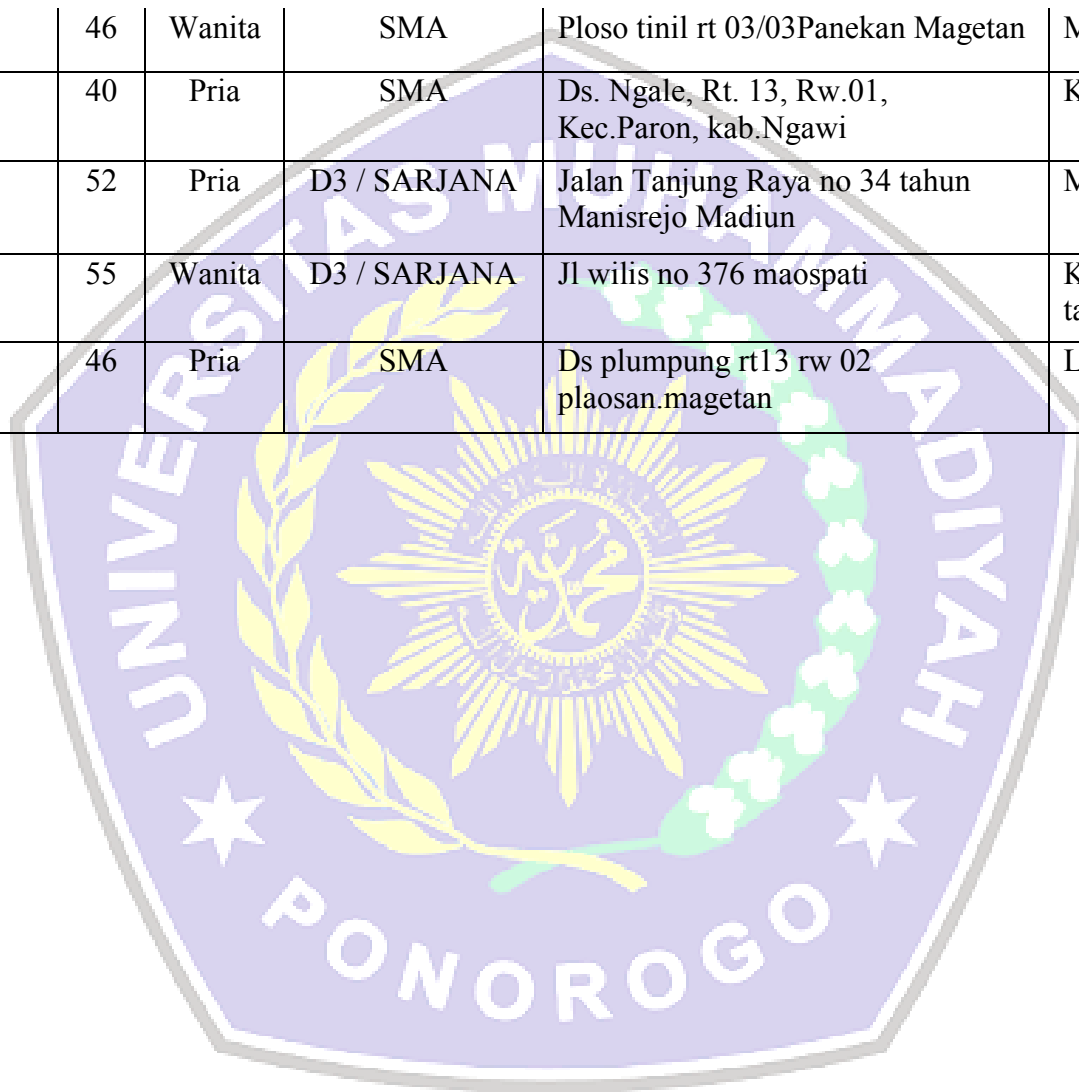 46 Wanita SMA Ploso tinil rt 03/03Panekan Magetan
40 Pria SMA Ds. Ngale, Rt. 13, Rw.01,
Kec.Paron, kab.Ngawi
52 Pria D3 / SARJANA Jalan Tanjung Raya no 34 tahun
Manisrejo Madiun
55 Wanita D3 / SARJANA Jl wilis no 376 maospati
46 Pria SMA Ds plumpung rt13 rw 02
plaosan.magetan
UNIVERSITAS MUHAMMADIYAH
محمدية
PONOROGO